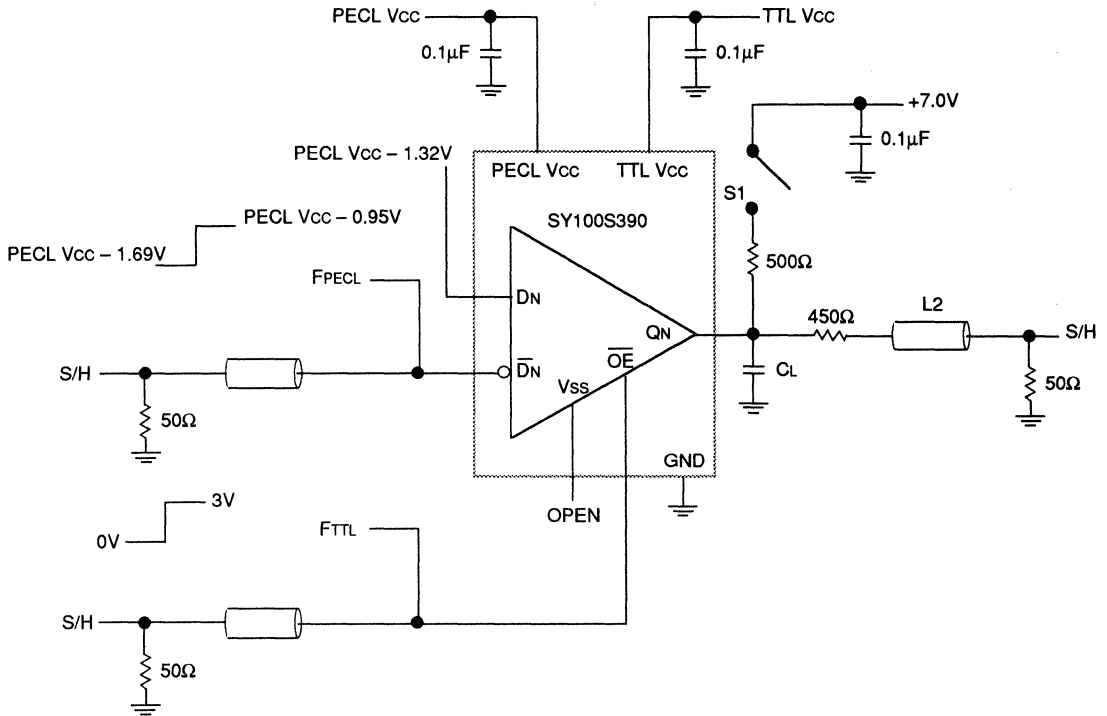 PECL VCC
TTL VCC
0.1µF
0.1µF
+7.0V
0.1µF
PECL VCC – 1.32V
PECL VCC
TTL VCC
S1
SY100S390
PECL VCC – 0.95V
PECL VCC – 1.69V
500Ω
FPECL
DN
L2
450Ω
QN
S/H
OE
S/H
DN
CL
50Ω
VSS
50Ω
GND
3V
OPEN
0V
FTTL
S/H
50Ω